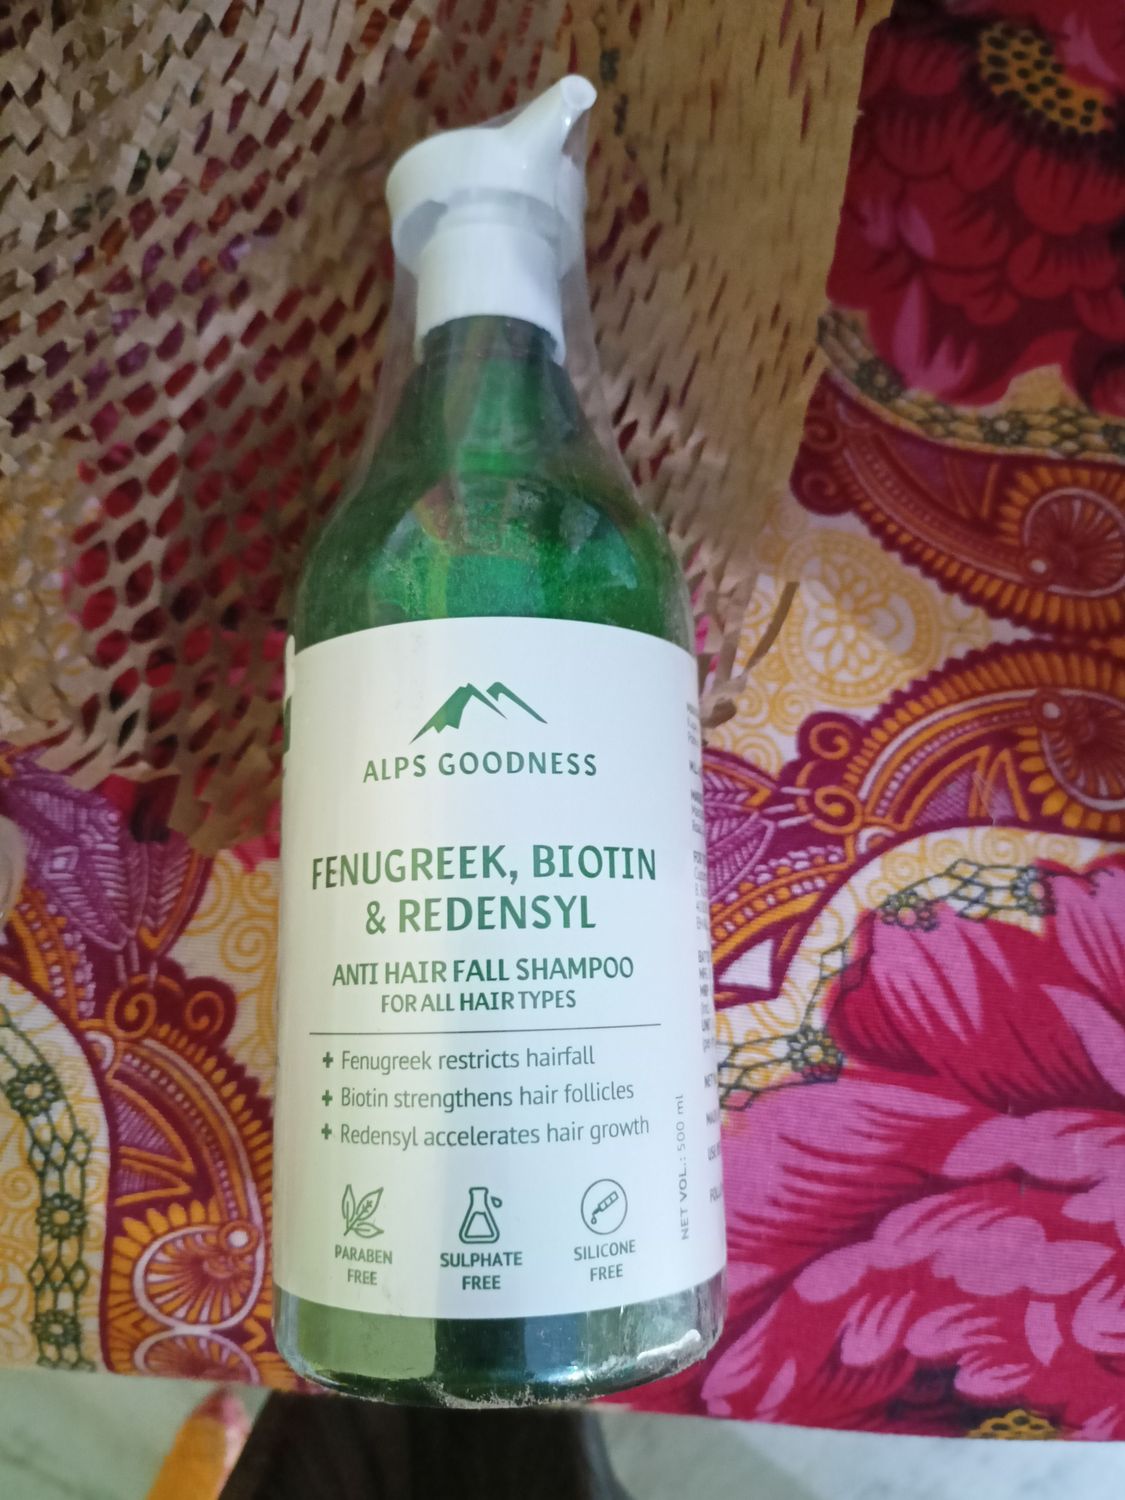 ALPS GOODNESS
FENUGREEK, BIOTIN
& REDENSYL
ANTI HAIR FALL SHAMPOO
FOR ALL HAIR TYPES
+ Fenugreek restricts hairfall
+ Biotin strengthens hair follicles
+ Redensyl accelerates hair growth
PARABEN
FREE
SULPHATE
FREE
SILICONE
FREE
NET VOL.: 500 ml